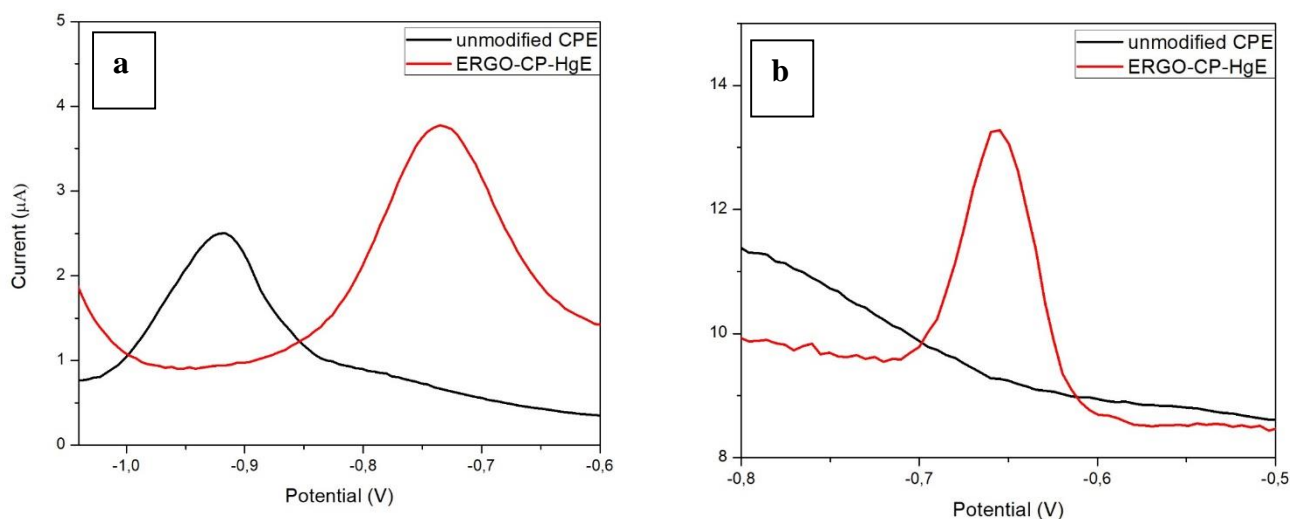 a
unmodified CPE
ERGO-CP-HgE
5
4
3
2
1
0
Current (μA)
-1,0
-0,9
-0,8
-0,7
-0,6
Potential (V)
b
unmodified CPE
ERGO-CP-HgE
14
12
10
8
-0,8
-0,7
-0,6
-0,5
Potential (V)